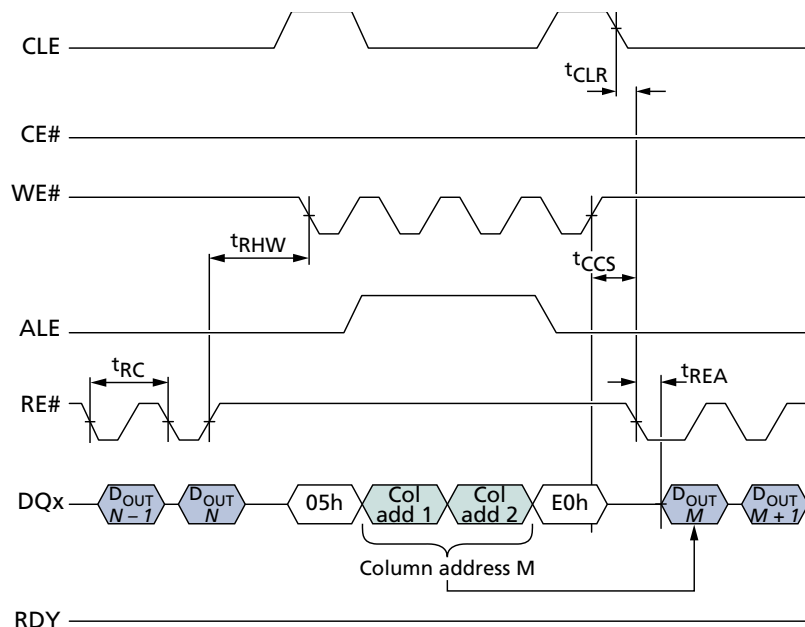 CLE
tCLR
CE#
WE#
tRHW
tCCS
ALE
tRC
tREA
RE#
DQx
DOUT N – 1
DOUT N
05h
Col add 1
Col add 2
E0h
DOUT M
DOUT M + 1
Column address M
RDY